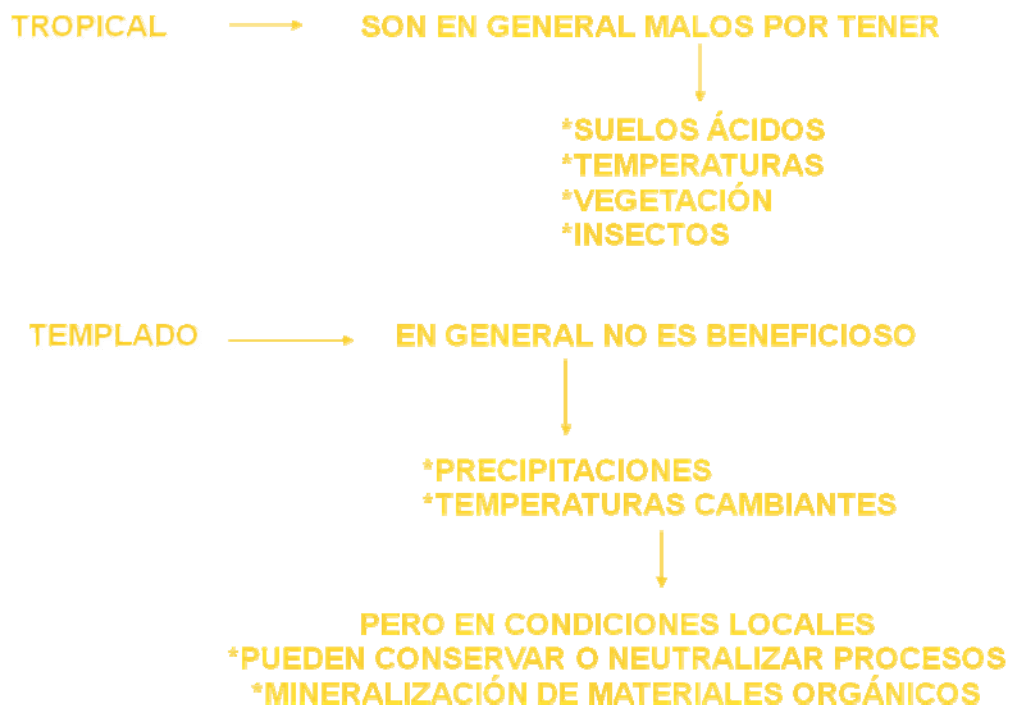 TROPICAL SON EN GENERAL MALOS POR TENER
*SUELOS ÁCIDOS
*TEMPERATURAS
*VEGETACIÓN
*INSECTOS
TEMPLADO EN GENERAL NO ES BENEFICIOSO
*PRECIPITACIONES
*TEMPERATURAS CAMBIANTES
PERO EN CONDICIONES LOCALES
*PUEDEN CONSERVAR O NEUTRALIZAR PROCESOS
*MINERALIZACIÓN DE MATERIALES ORGÁNICOS